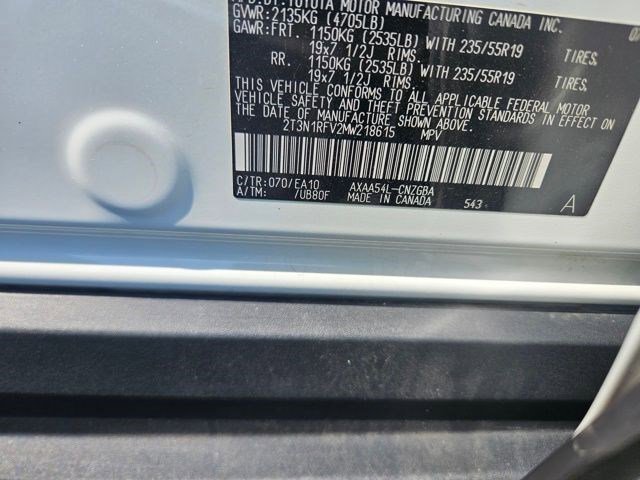 MFD.BY:TOYOTA MOTOR MANUFACTURING CANADA INC.
GVWR:2135KG (4705LB)
GAWR:FRT. 1150KG (2535LB) WITH 235/55R19 TIRES.
19x7 1/2J RIMS.
RR. 1150KG (2535LB) WITH 235/55R19 TIRES.
19x7 1/2J RIMS.
THIS VEHICLE CONFORMS TO ALL APPLICABLE FEDERAL MOTOR
VEHICLE SAFETY AND THEFT PREVENTION STANDARDS IN EFFECT ON
THE DATE OF MANUFACTURE SHOWN ABOVE.
2T3N1RFV2MW218615 MPV
C/TR:070/EA10 AXAA54L-CNZGBA
A/TM: /UB80F MADE IN CANADA 543 A